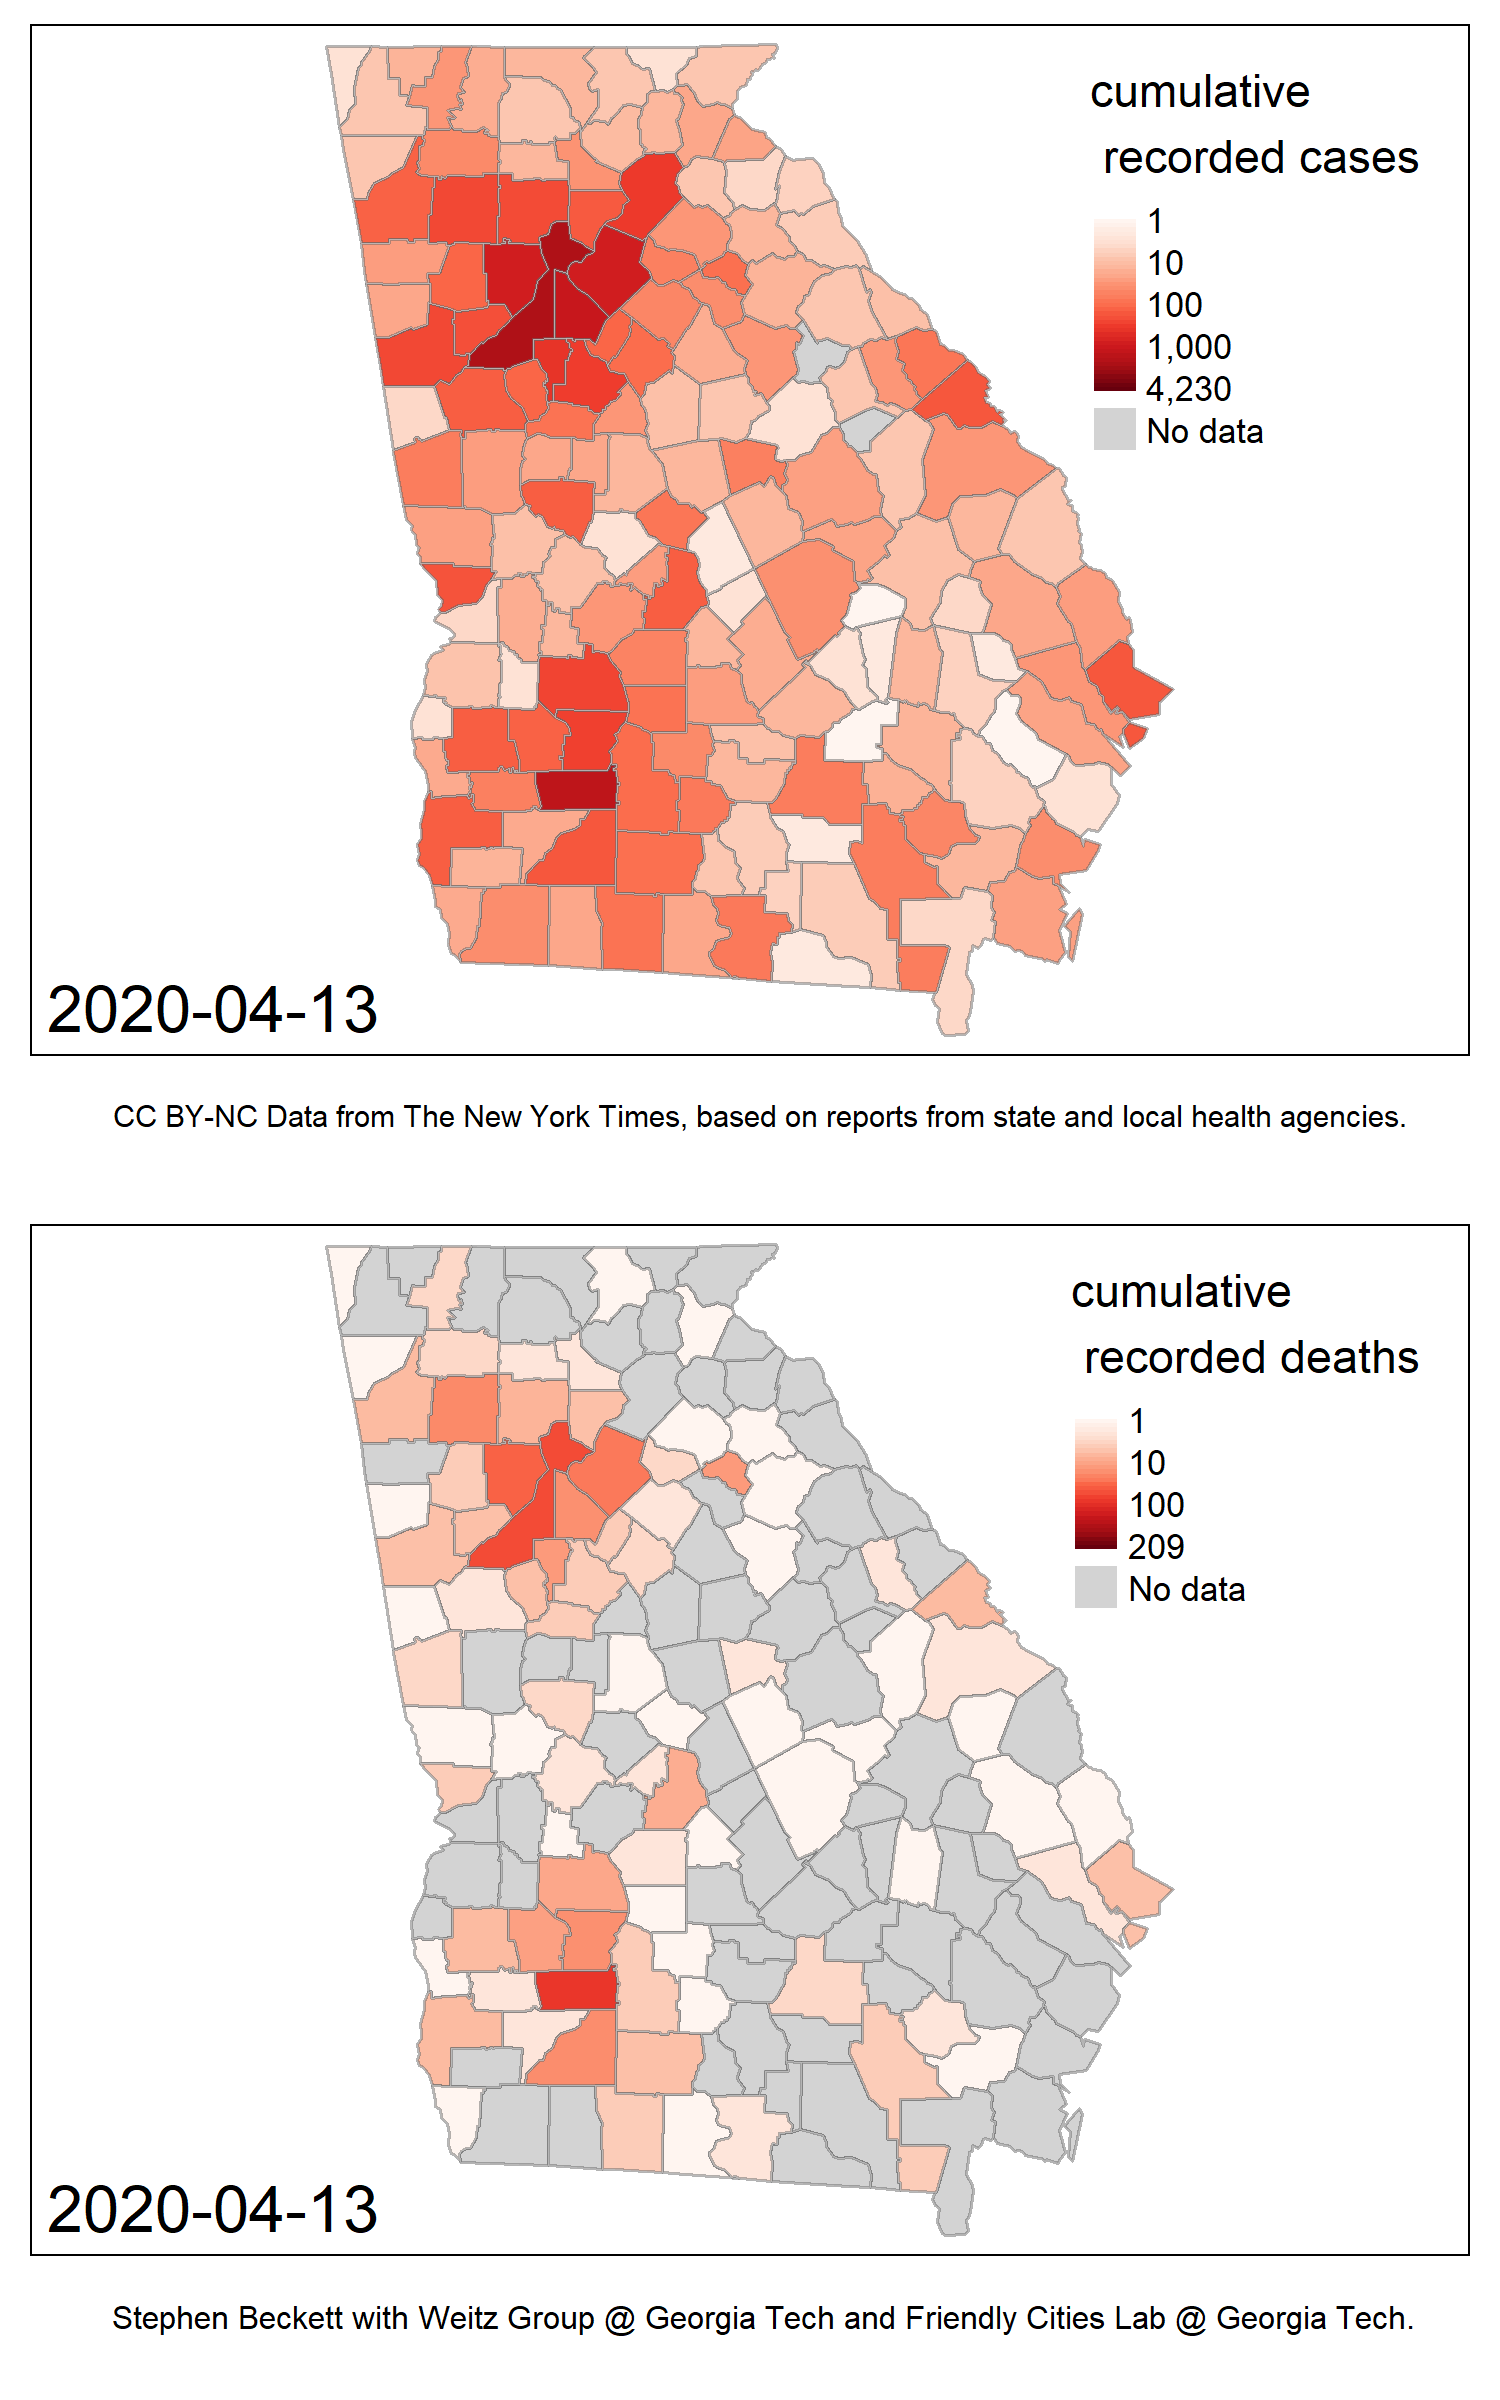 cumulative
recorded cases
1
10
100
1,000
4,230
No data
2020-04-13
CC BY-NC Data from The New York Times, based on reports from state and local health agencies.
cumulative
recorded deaths
1
10
100
209
No data
2020-04-13
Stephen Beckett with Weitz Group @ Georgia Tech and Friendly Cities Lab @ Georgia Tech.